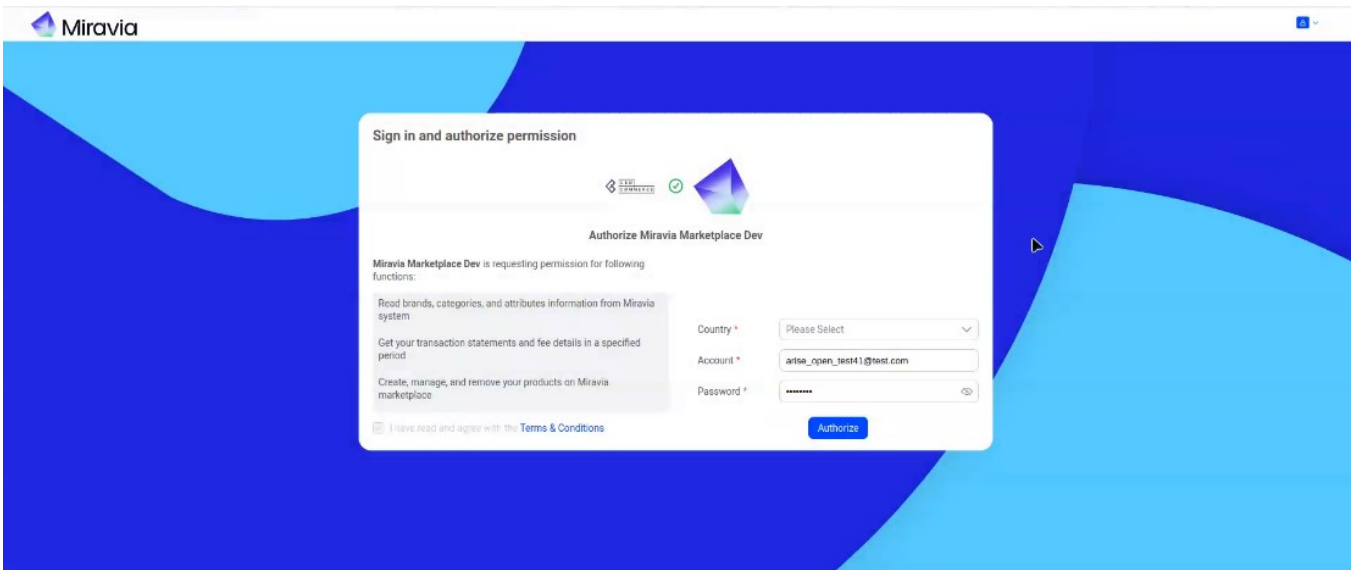 Miravia
Sign in and authorize permission
CED
COMMERCE
Authorize Miravia Marketplace Dev
Miravia Marketplace Dev is requesting permission for following
functions:
Read brands, categories, and attributes information from Miravia
system
Get your transaction statements and fee details in a specified
period
Create, manage, and remove your products on Miravia
marketplace
I have read and agree with the Terms & Conditions
Country * Please Select
Account * arise_open_test41@test.com
Password * ••••••••
Authorize